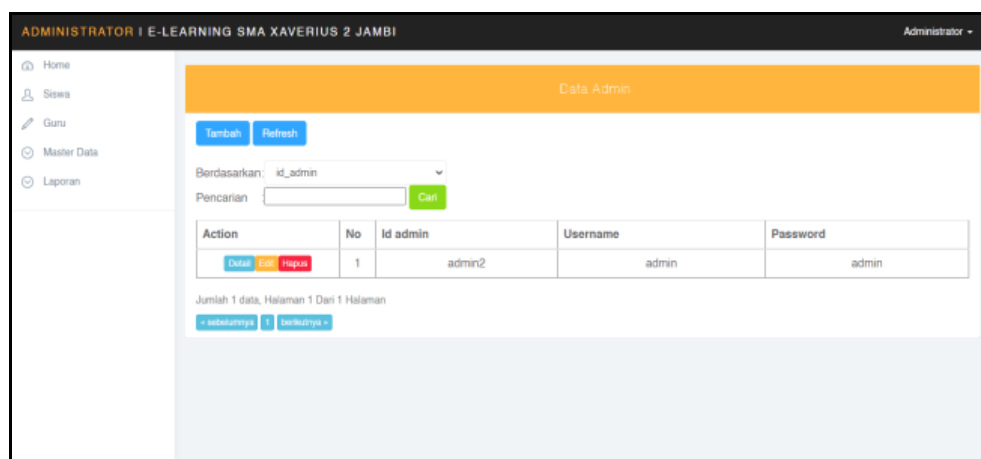 ADMINISTRATOR I E-LEARNING SMA XAVERIUS 2 JAMBI
Administrator
Home
Siswa
Guru
Master Data
Laporan
Data Admin
Tambah Refresh
Berdasarkan: id_admin
Pencarian :
Cari
Action No Id admin Username Password
Detail Edit Hapus 1 admin2 admin admin
Jumlah 1 data, Halaman 1 Dari 1 Halaman
« sebelumnya 1 berikutnya »